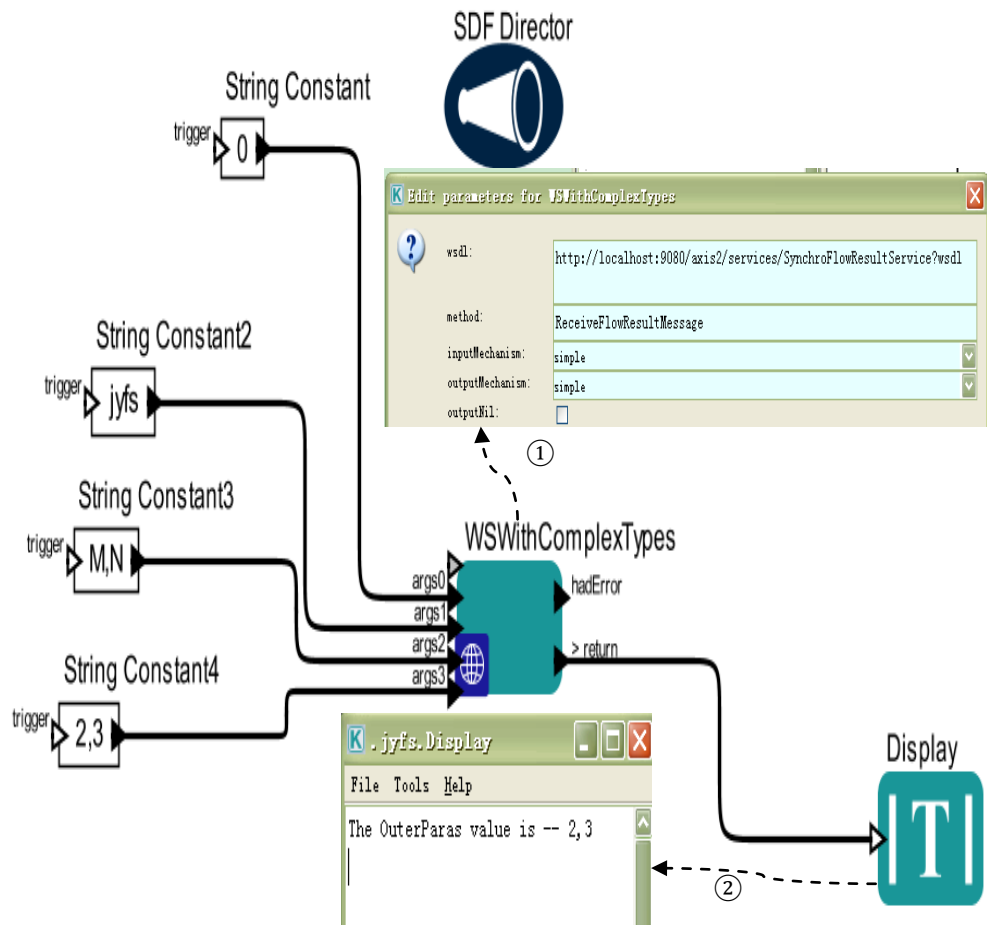 SDF Director
String Constant
trigger
0
Edit parameters for WSWithComplexTypes
wsdl:
http://localhost:9080/axis2/services/SynchroFlowResultService?wsdl
method:
ReceiveFlowResultMessage
inputMechanism:
simple
outputMechanism:
simple
outputNil:
①
String Constant2
trigger
jyfs
String Constant3
trigger
M,N
WSWithComplexTypes
args0
args1
args2
args3
hadError
> return
String Constant4
trigger
2,3
.jyfs.Display
File Tools Help
The OuterParas value is -- 2,3
Display
T
②